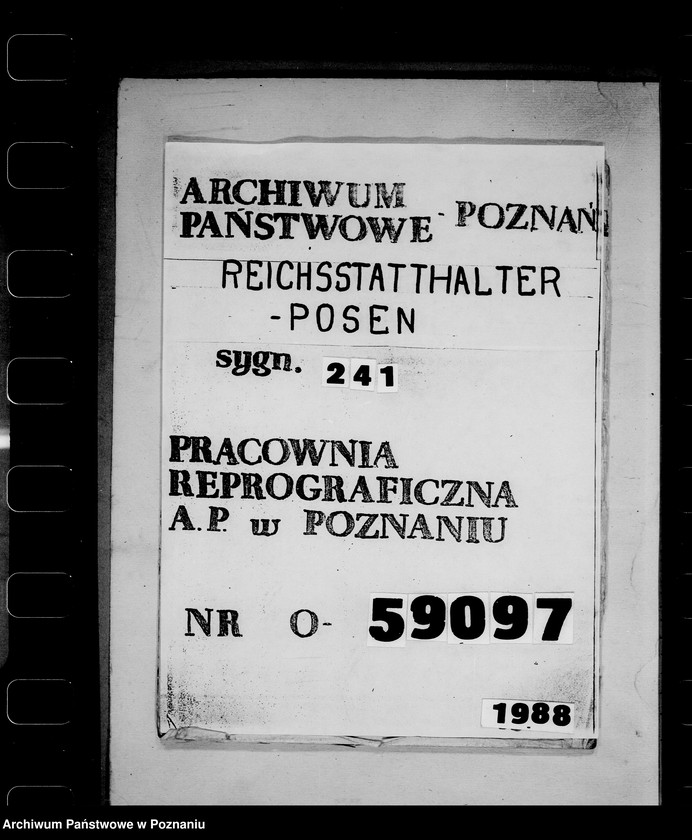 ARCHIWUM
PAŃSTWOWE - POZNAŃ
REICHSSTATTHALTER
-POSEN
sygn. 241
PRACOWNIA
REPROGRAFICZNA
A.P. w POZNANIU
NR O- 59097
1988
Archiwum Państwowe w Poznaniu